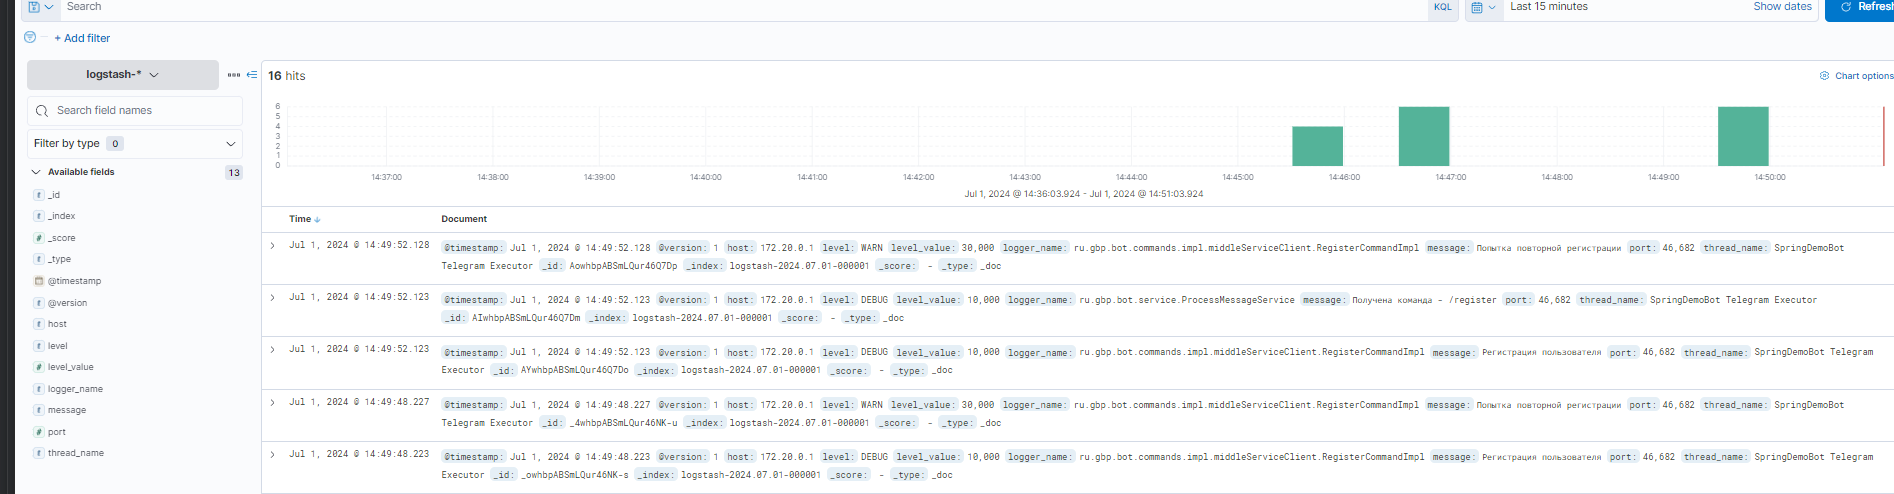 Search KQL Last 15 minutes Show dates Refresh
+ Add filter
logstash-*
16 hits
Chart options
Search field names
Filter by type 0
Available fields 13
_id
_index
_score
_type
@timestamp
@version
host
level
level_value
logger_name
message
port
thread_name
6
5
4
3
2
1
0
14:37:00 14:38:00 14:39:00 14:40:00 14:41:00 14:42:00 14:43:00 14:44:00 14:45:00 14:46:00 14:47:00 14:48:00 14:49:00 14:50:00
Jul 1, 2024 @ 14:36:03.924 - Jul 1, 2024 @ 14:51:03.924
Time Document
Jul 1, 2024 @ 14:49:52.128 @timestamp: Jul 1, 2024 @ 14:49:52.128 @version: 1 host: 172.20.0.1 level: WARN level_value: 30,000 logger_name: ru.gbp.bot.commands.impl.middleServiceClient.RegisterCommandImpl message: Попытка повторной регистрации port: 46,682 thread_name: SpringDemoBot
Telegram Executor _id: AowhbpABSmLQur46Q7Dp _index: logstash-2024.07.01-000001 _score: - _type: _doc
Jul 1, 2024 @ 14:49:52.123 @timestamp: Jul 1, 2024 @ 14:49:52.123 @version: 1 host: 172.20.0.1 level: DEBUG level_value: 10,000 logger_name: ru.gbp.bot.service.ProcessMessageService message: Получена команда - /register port: 46,682 thread_name: SpringDemoBot Telegram Executor
_id: AIwhbpABSmLQur46Q7Dm _index: logstash-2024.07.01-000001 _score: - _type: _doc
Jul 1, 2024 @ 14:49:52.123 @timestamp: Jul 1, 2024 @ 14:49:52.123 @version: 1 host: 172.20.0.1 level: DEBUG level_value: 10,000 logger_name: ru.gbp.bot.commands.impl.middleServiceClient.RegisterCommandImpl message: Регистрация пользователя port: 46,682 thread_name: SpringDemoBot Telegram
Executor _id: AYwhbpABSmLQur46Q7Do _index: logstash-2024.07.01-000001 _score: - _type: _doc
Jul 1, 2024 @ 14:49:48.227 @timestamp: Jul 1, 2024 @ 14:49:48.227 @version: 1 host: 172.20.0.1 level: WARN level_value: 30,000 logger_name: ru.gbp.bot.commands.impl.middleServiceClient.RegisterCommandImpl message: Попытка повторной регистрации port: 46,682 thread_name: SpringDemoBot
Telegram Executor _id: _4whbpABSmLQur46NK-u _index: logstash-2024.07.01-000001 _score: - _type: _doc
Jul 1, 2024 @ 14:49:48.223 @timestamp: Jul 1, 2024 @ 14:49:48.223 @version: 1 host: 172.20.0.1 level: DEBUG level_value: 10,000 logger_name: ru.gbp.bot.commands.impl.middleServiceClient.RegisterCommandImpl message: Регистрация пользователя port: 46,682 thread_name: SpringDemoBot Telegram
Executor _id: _owhbpABSmLQur46NK-s _index: logstash-2024.07.01-000001 _score: - _type: _doc